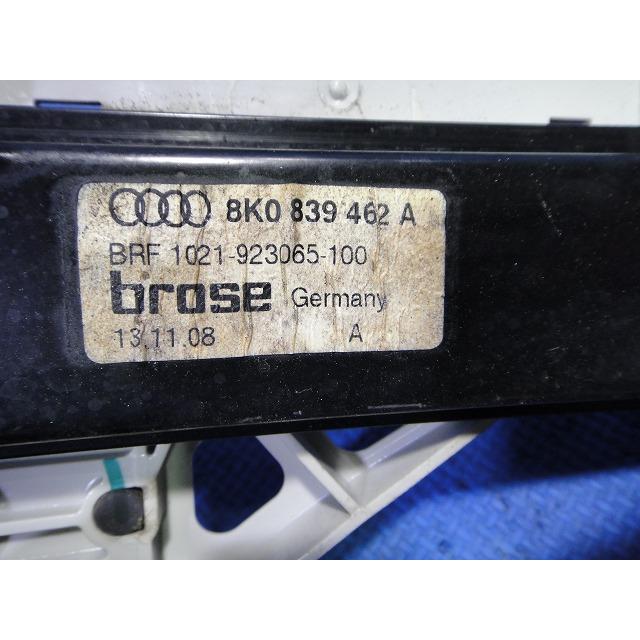 8K0 839 462 A
BRF 1021-923065-100
brose Germany
13.11.08 A